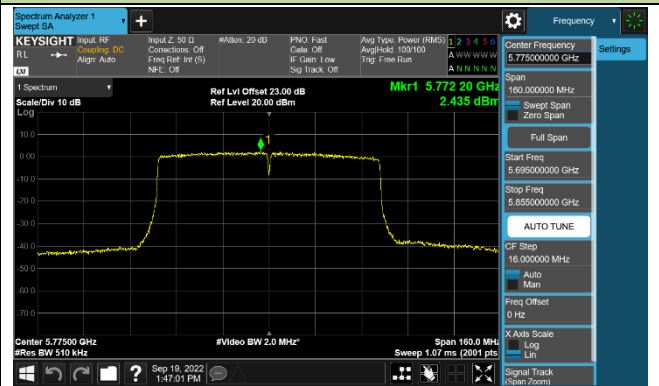 Spectrum Analyzer 1
Swept SA
Frequency
KEYSIGHT
RL
LXI
Input: RF
Coupling: DC
Align: Auto
Input Z: 50 Ω
Corrections: Off
Freq Ref: Int (S)
NFE: Off
#Atten: 20 dB
PNO: Fast
Gate: Off
IF Gain: Low
Sig Track: Off
Avg Type: Power (RMS)
Avg|Hold: 100/100
Trig: Free Run
1 2 3 4 5 6
A W W W W W
A N N N N N
Center Frequency
5.775000000 GHz
Settings
Span
160.000000 MHz
Swept Span
Zero Span
Full Span
Start Freq
5.695000000 GHz
Stop Freq
5.855000000 GHz
AUTO TUNE
CF Step
16.000000 MHz
Auto
Man
Freq Offset
0 Hz
X Axis Scale
Log
Lin
Signal Track
(Span Zoom)
1 Spectrum
Scale/Div 10 dB
Log
Ref Lvl Offset 23.00 dB
Ref Level 20.00 dBm
Mkr1 5.772 20 GHz
2.435 dBm
1
10.0
0.00
-10.0
-20.0
-30.0
-40.0
-50.0
-60.0
-70.0
Center 5.77500 GHz
#Res BW 510 kHz
#Video BW 2.0 MHz*
Span 160.0 MHz
Sweep 1.07 ms (2001 pts)
?
Sep 19, 2022
1:47:01 PM